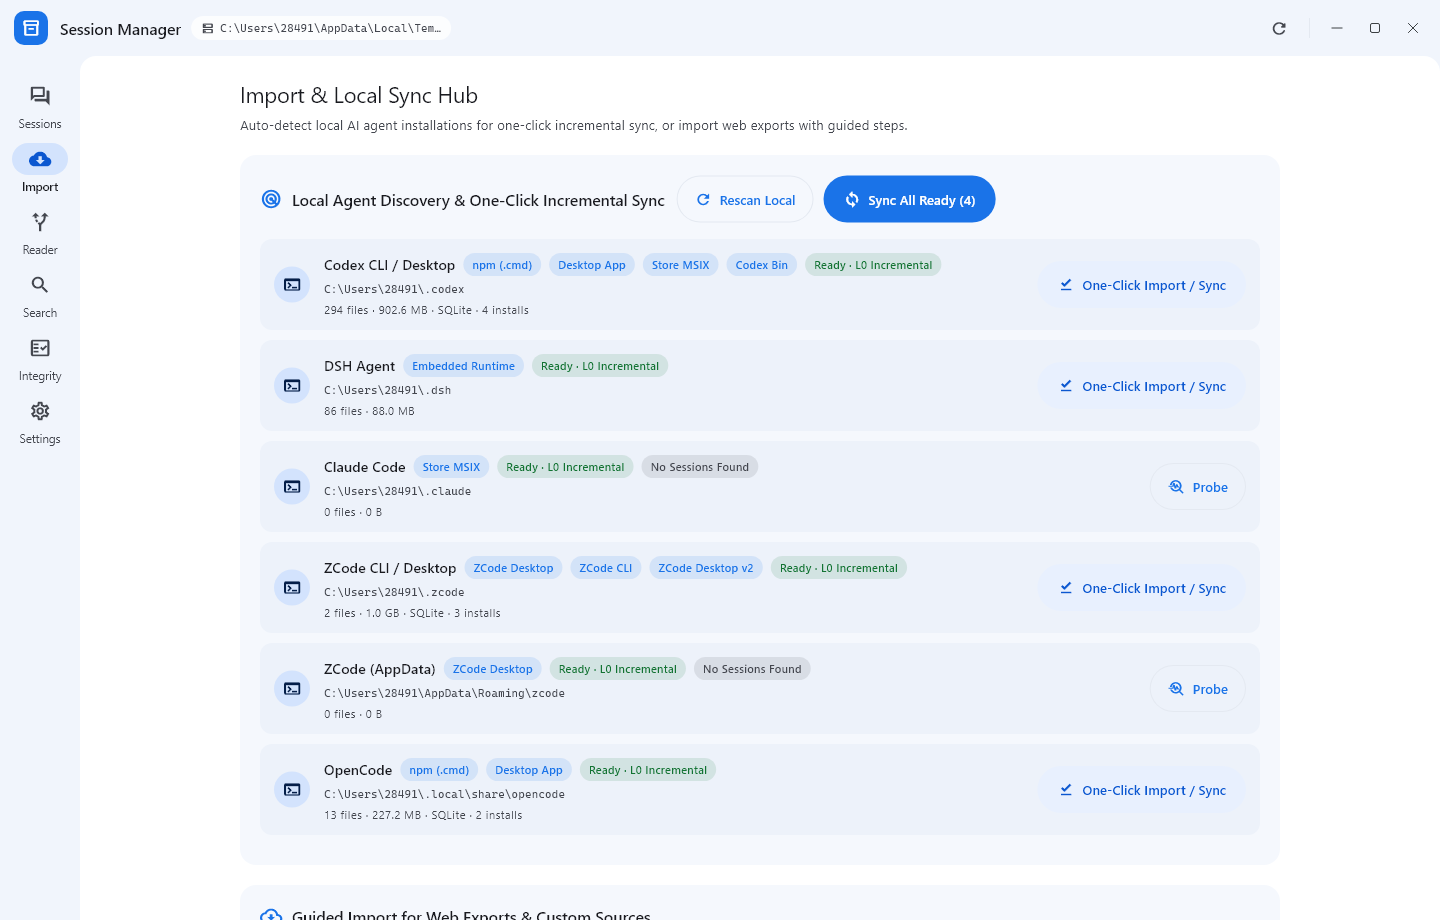 Session Manager
C:\Users\28491\AppData\Local\Tem…
Sessions
Import
Reader
Search
Integrity
Settings
Import & Local Sync Hub
Auto-detect local AI agent installations for one-click incremental sync, or import web exports with guided steps.
Local Agent Discovery & One-Click Incremental Sync
Rescan Local
Sync All Ready (4)
Codex CLI / Desktop npm (.cmd) Desktop App Store MSIX Codex Bin Ready · L0 Incremental
C:\Users\28491\.codex
294 files · 902.6 MB · SQLite · 4 installs
One-Click Import / Sync
DSH Agent Embedded Runtime Ready · L0 Incremental
C:\Users\28491\.dsh
86 files · 88.0 MB
One-Click Import / Sync
Claude Code Store MSIX Ready · L0 Incremental No Sessions Found
C:\Users\28491\.claude
0 files · 0 B
Probe
ZCode CLI / Desktop ZCode Desktop ZCode CLI ZCode Desktop v2 Ready · L0 Incremental
C:\Users\28491\.zcode
2 files · 1.0 GB · SQLite · 3 installs
One-Click Import / Sync
ZCode (AppData) ZCode Desktop Ready · L0 Incremental No Sessions Found
C:\Users\28491\AppData\Roaming\zcode
0 files · 0 B
Probe
OpenCode npm (.cmd) Desktop App Ready · L0 Incremental
C:\Users\28491\.local\share\opencode
13 files · 227.2 MB · SQLite · 2 installs
One-Click Import / Sync
Guided Import for Web Exports & Custom Sources